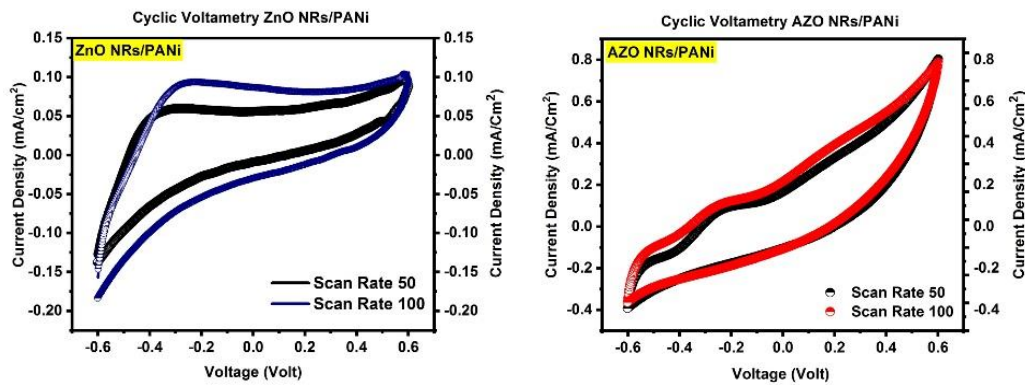 Cyclic Voltametry ZnO NRs/PANi
ZnO NRs/PANi
Current Density (mA/Cm²)
0.15
0.10
0.05
0.00
-0.05
-0.10
-0.15
-0.20
0.15
0.10
0.05
0.00
-0.05
-0.10
-0.15
-0.20
Current Density (mA/Cm²)
Scan Rate 50
Scan Rate 100
-0.6 -0.4 -0.2 0.0 0.2 0.4 0.6
Voltage (Volt)
Cyclic Voltametry AZO NRs/PANi
AZO NRs/PANi
Current Density (mA/Cm²)
0.8
0.6
0.4
0.2
0.0
-0.2
-0.4
0.8
0.6
0.4
0.2
0.0
-0.2
-0.4
Current Density (mA/Cm²)
Scan Rate 50
Scan Rate 100
-0.6 -0.4 -0.2 0.0 0.2 0.4 0.6
Voltage (Volt)